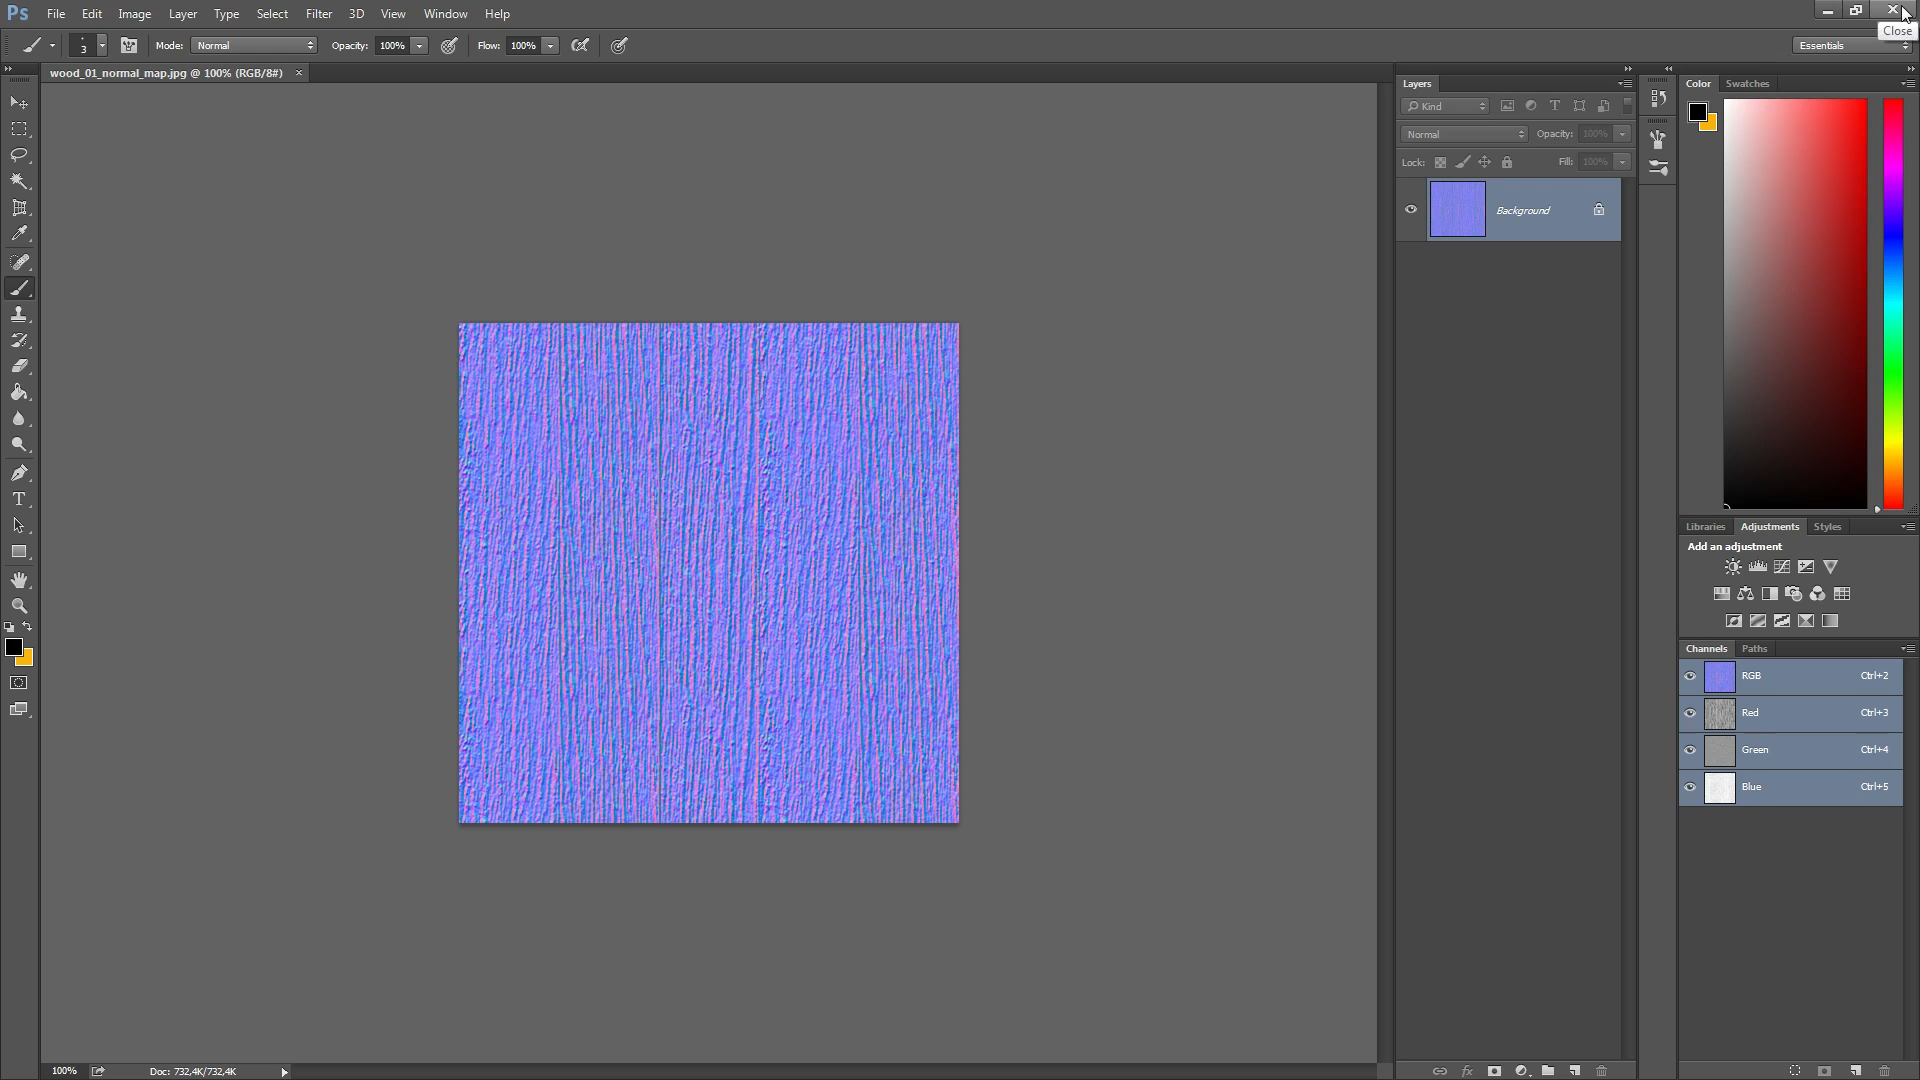 Ps File Edit Image Layer Type Select Filter 3D View Window Help
Close
3 Mode: Normal Opacity: 100% Flow: 100% Essentials
wood_01_normal_map.jpg @ 100% (RGB/8#) ×
Layers
Kind
Normal Opacity: 100%
Lock: Fill: 100%
Background
Color Swatches
Libraries Adjustments Styles
Add an adjustment
Channels Paths
RGB Ctrl+2
Red Ctrl+3
Green Ctrl+4
Blue Ctrl+5
100% Doc: 732,4K/732,4K